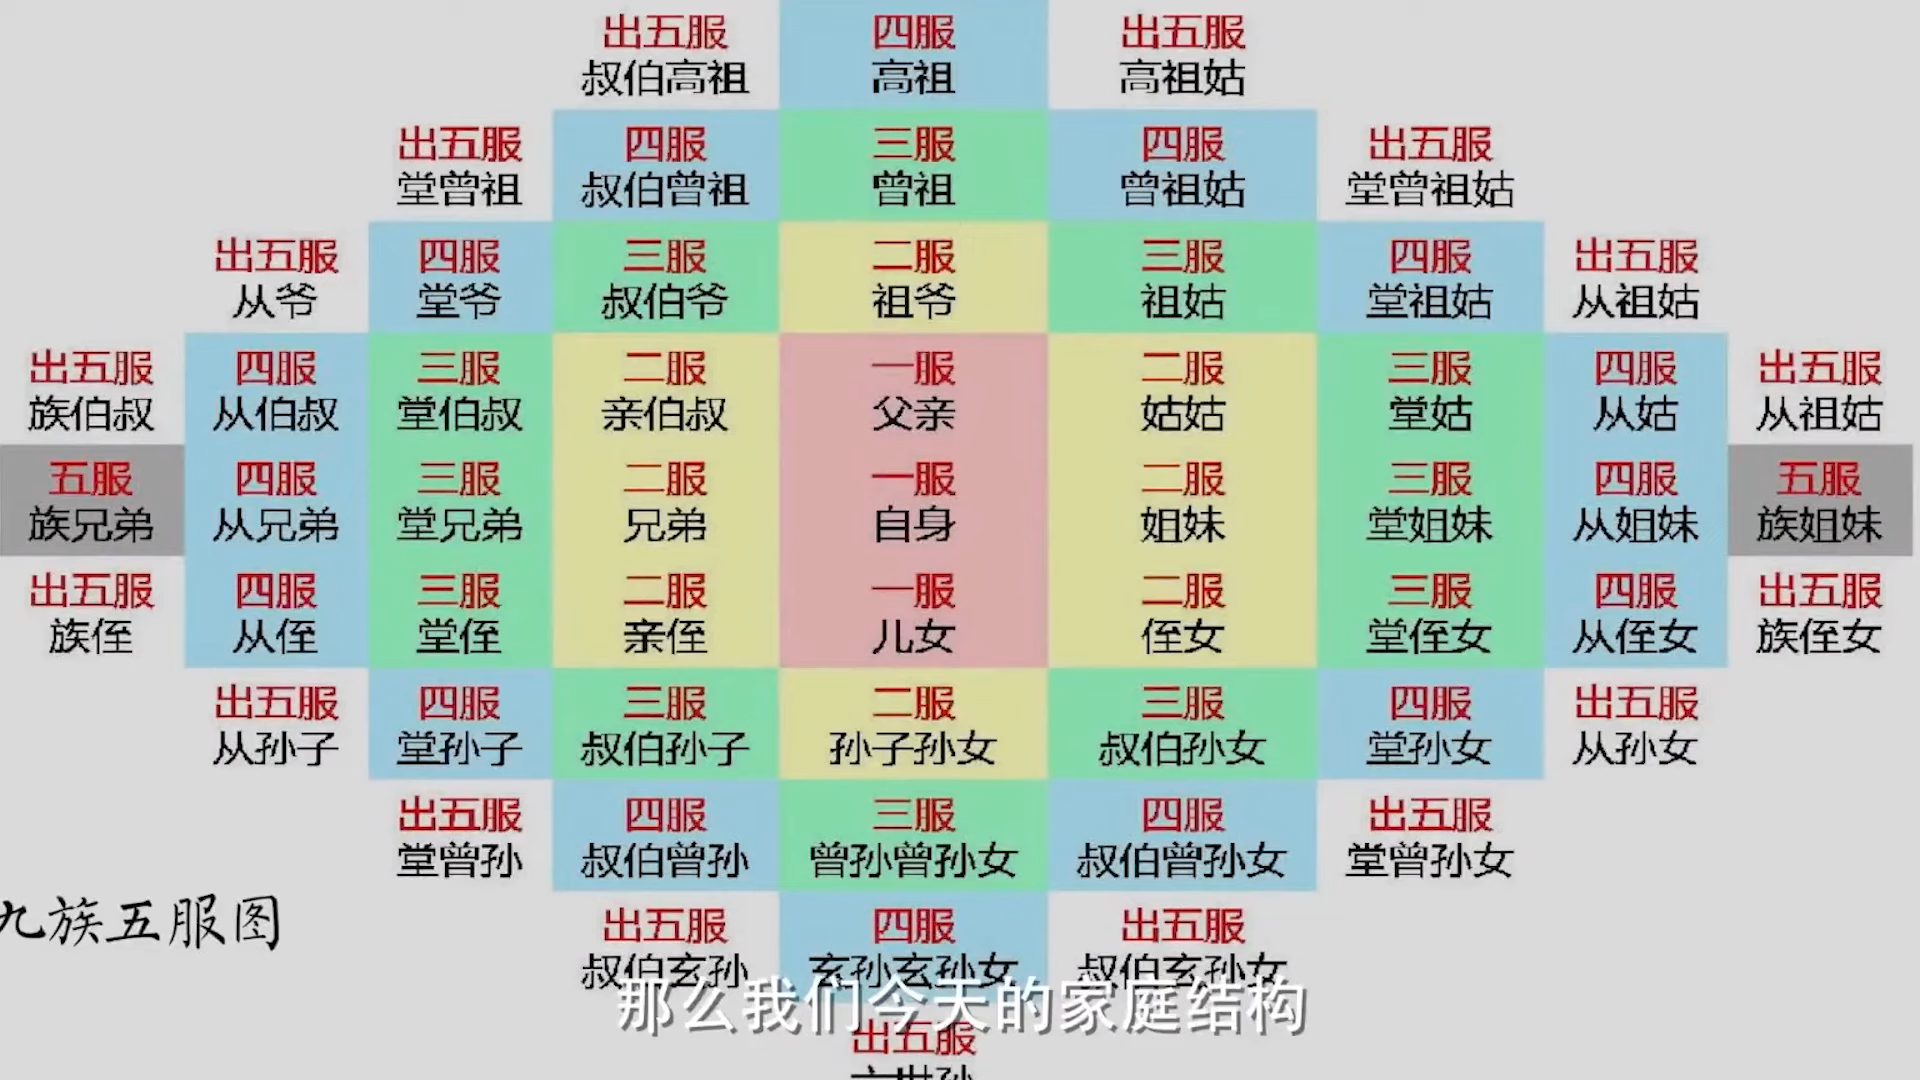 出五服 四服 出五服
叔伯高祖 高祖 高祖姑
出五服 四服 三服 四服 出五服
堂曾祖 叔伯曾祖 曾祖 曾祖姑 堂曾祖姑
出五服 四服 三服 二服 三服 四服 出五服
从爷 堂爷 叔伯爷 祖爷 祖姑 堂祖姑 从祖姑
出五服 四服 三服 二服 一服 二服 三服 四服 出五服
族伯叔 从伯叔 堂伯叔 亲伯叔 父亲 姑姑 堂姑 从姑 从祖姑
五服 四服 三服 二服 一服 二服 三服 四服 五服
族兄弟 从兄弟 堂兄弟 兄弟 自身 姐妹 堂姐妹 从姐妹 族姐妹
出五服 四服 三服 二服 一服 二服 三服 四服 出五服
族侄 从侄 堂侄 亲侄 儿女 侄女 堂侄女 从侄女 族侄女
出五服 四服 三服 二服 三服 四服 出五服
从孙子 堂孙子 叔伯孙子 孙子孙女 叔伯孙女 堂孙女 从孙女
出五服 四服 三服 四服 出五服
堂曾孙 叔伯曾孙 曾孙曾孙女 叔伯曾孙女 堂曾孙女
九族五服图
出五服 四服 出五服
叔伯玄孙 玄孙玄孙女 叔伯玄孙女
那么我们今天的家庭结构
出五服